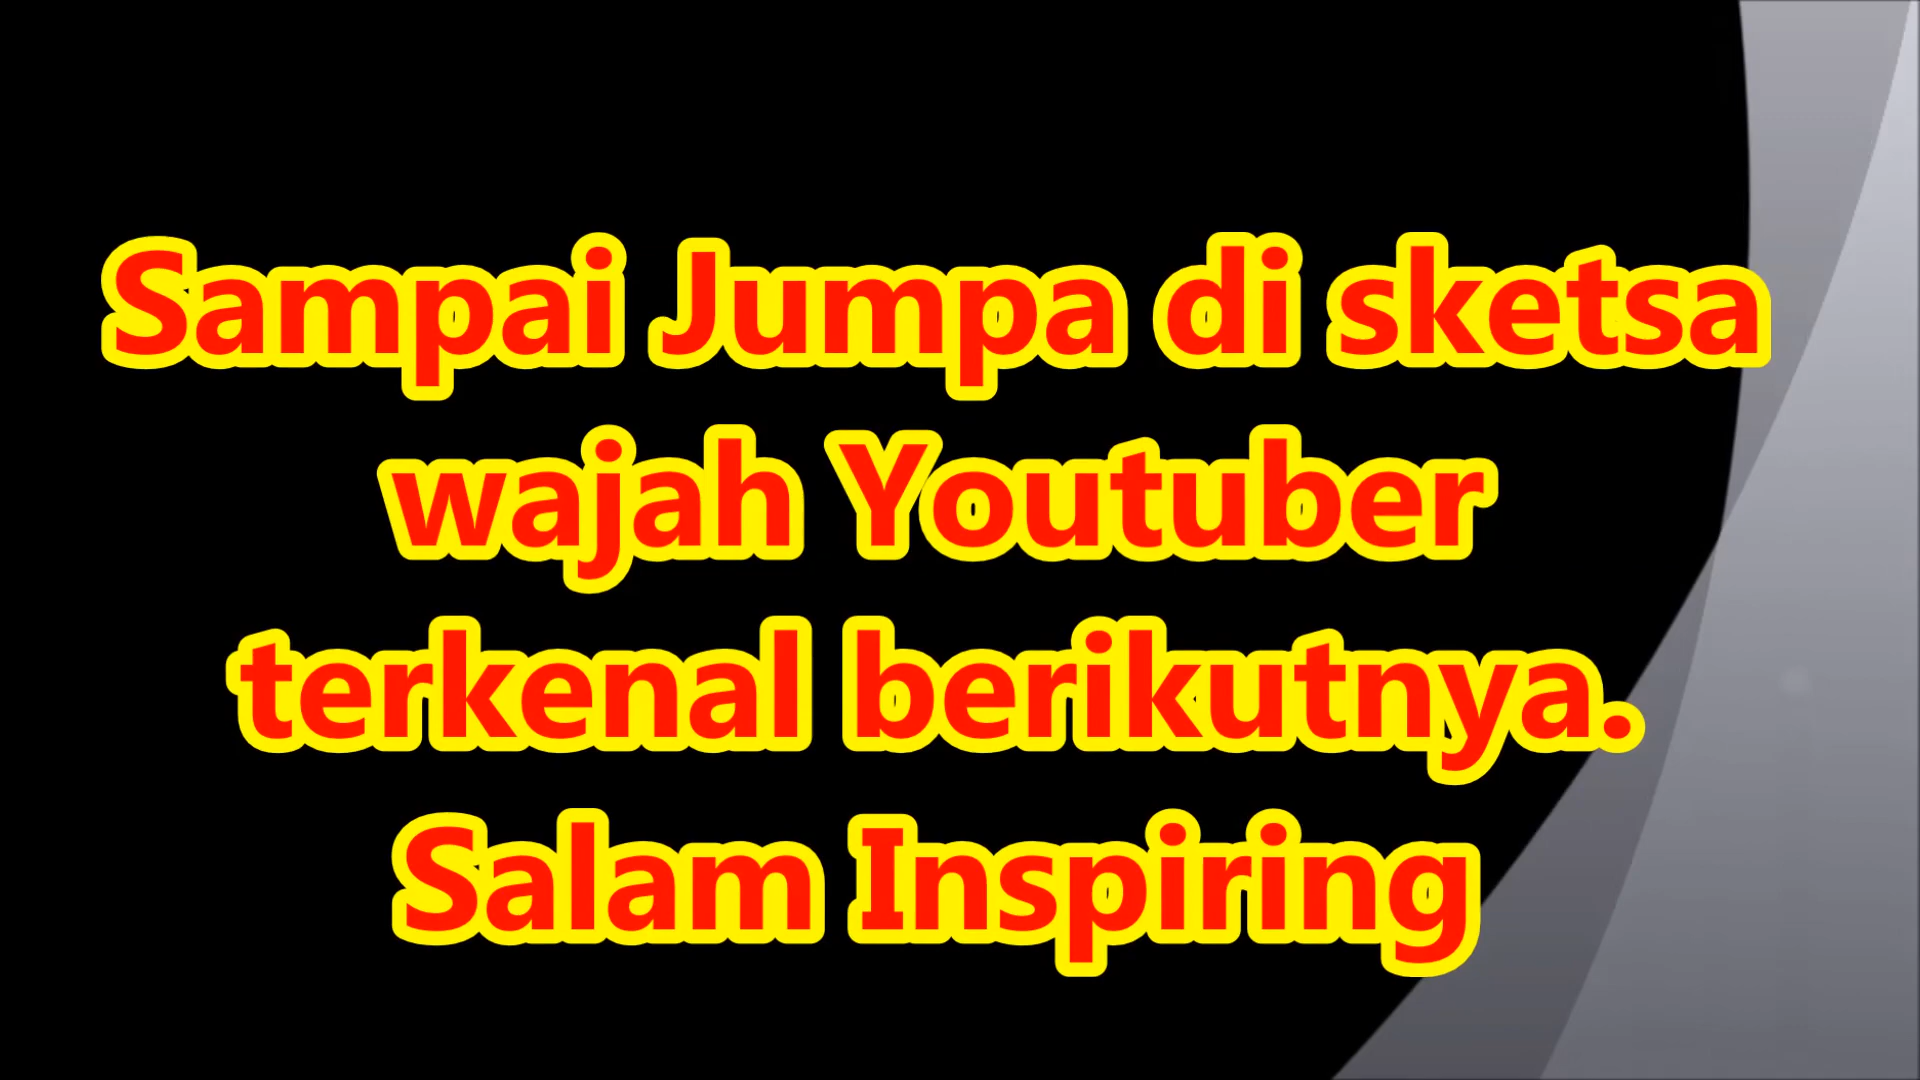 Sampai Jumpa di sketsa
wajah Youtuber
terkenal berikutnya.
Salam Inspiring